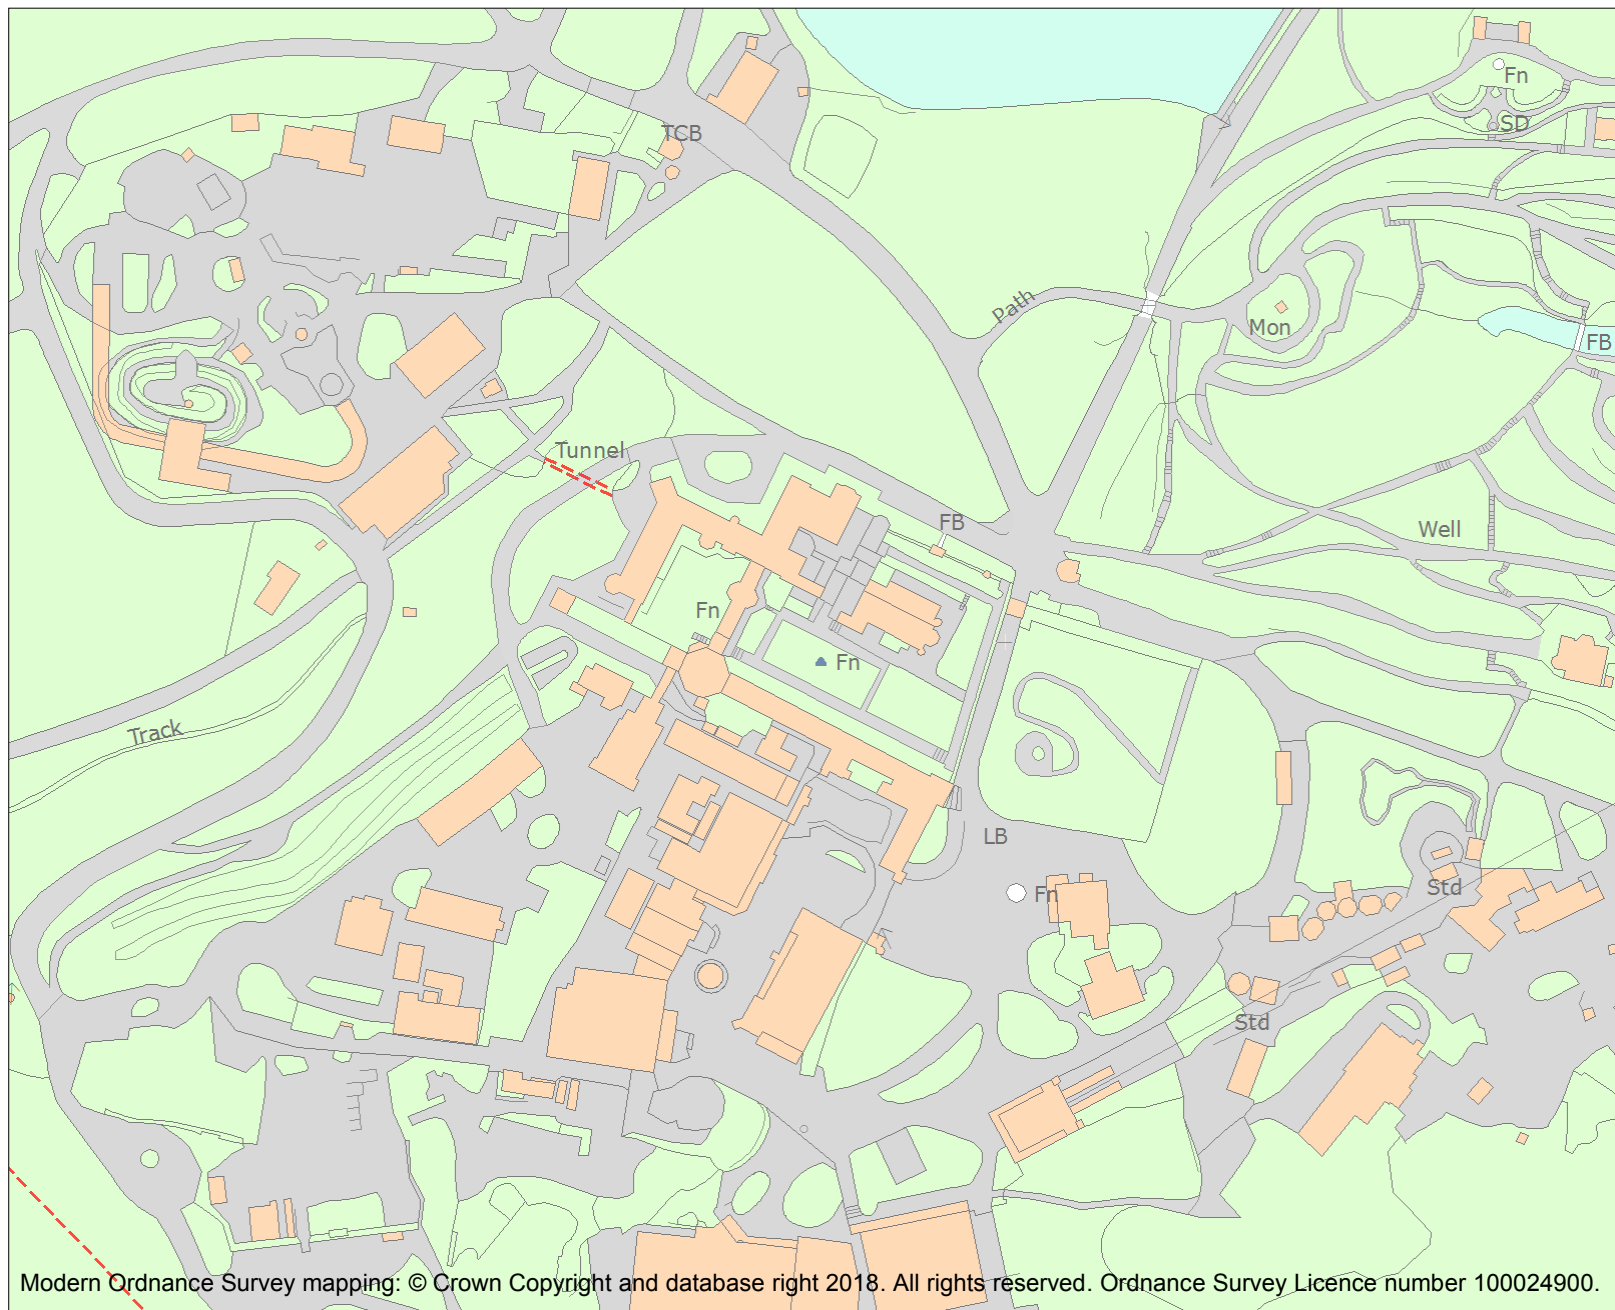 Fn
TCB
SD
Path
Mon
FB
Tunnel
FB
Well
Fn
Fn
Track
LB
Fn
Std
Std
Modern Ordnance Survey mapping: © Crown Copyright and database right 2018. All rights reserved. Ordnance Survey Licence number 100024900.